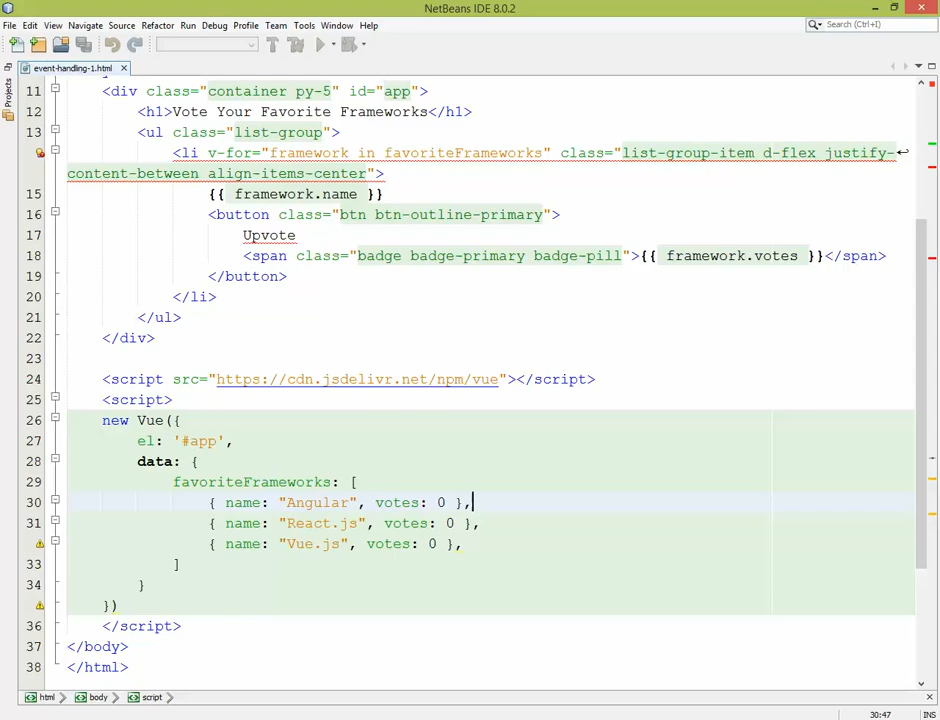 NetBeans IDE 8.0.2
File Edit View Navigate Source Refactor Run Debug Profile Team Tools Window Help
Search (Ctrl+I)
event-handling-1.html
Projects
11 <div class="container py-5" id="app">
12 <h1>Vote Your Favorite Frameworks</h1>
13 <ul class="list-group">
<li v-for="framework in favoriteFrameworks" class="list-group-item d-flex justify-
content-between align-items-center">
15 {{ framework.name }}
16 <button class="btn btn-outline-primary">
17 Upvote
18 <span class="badge badge-primary badge-pill">{{ framework.votes }}</span>
19 </button>
20 </li>
21 </ul>
22 </div>
23
24 <script src="https://cdn.jsdelivr.net/npm/vue"></script>
25 <script>
26 new Vue({
27 el: '#app',
28 data: {
29 favoriteFrameworks: [
30 { name: "Angular", votes: 0 },
31 { name: "React.js", votes: 0 },
{ name: "Vue.js", votes: 0 },
33 ]
34 }
})
36 </script>
37 </body>
38 </html>
html body script
30:47 INS